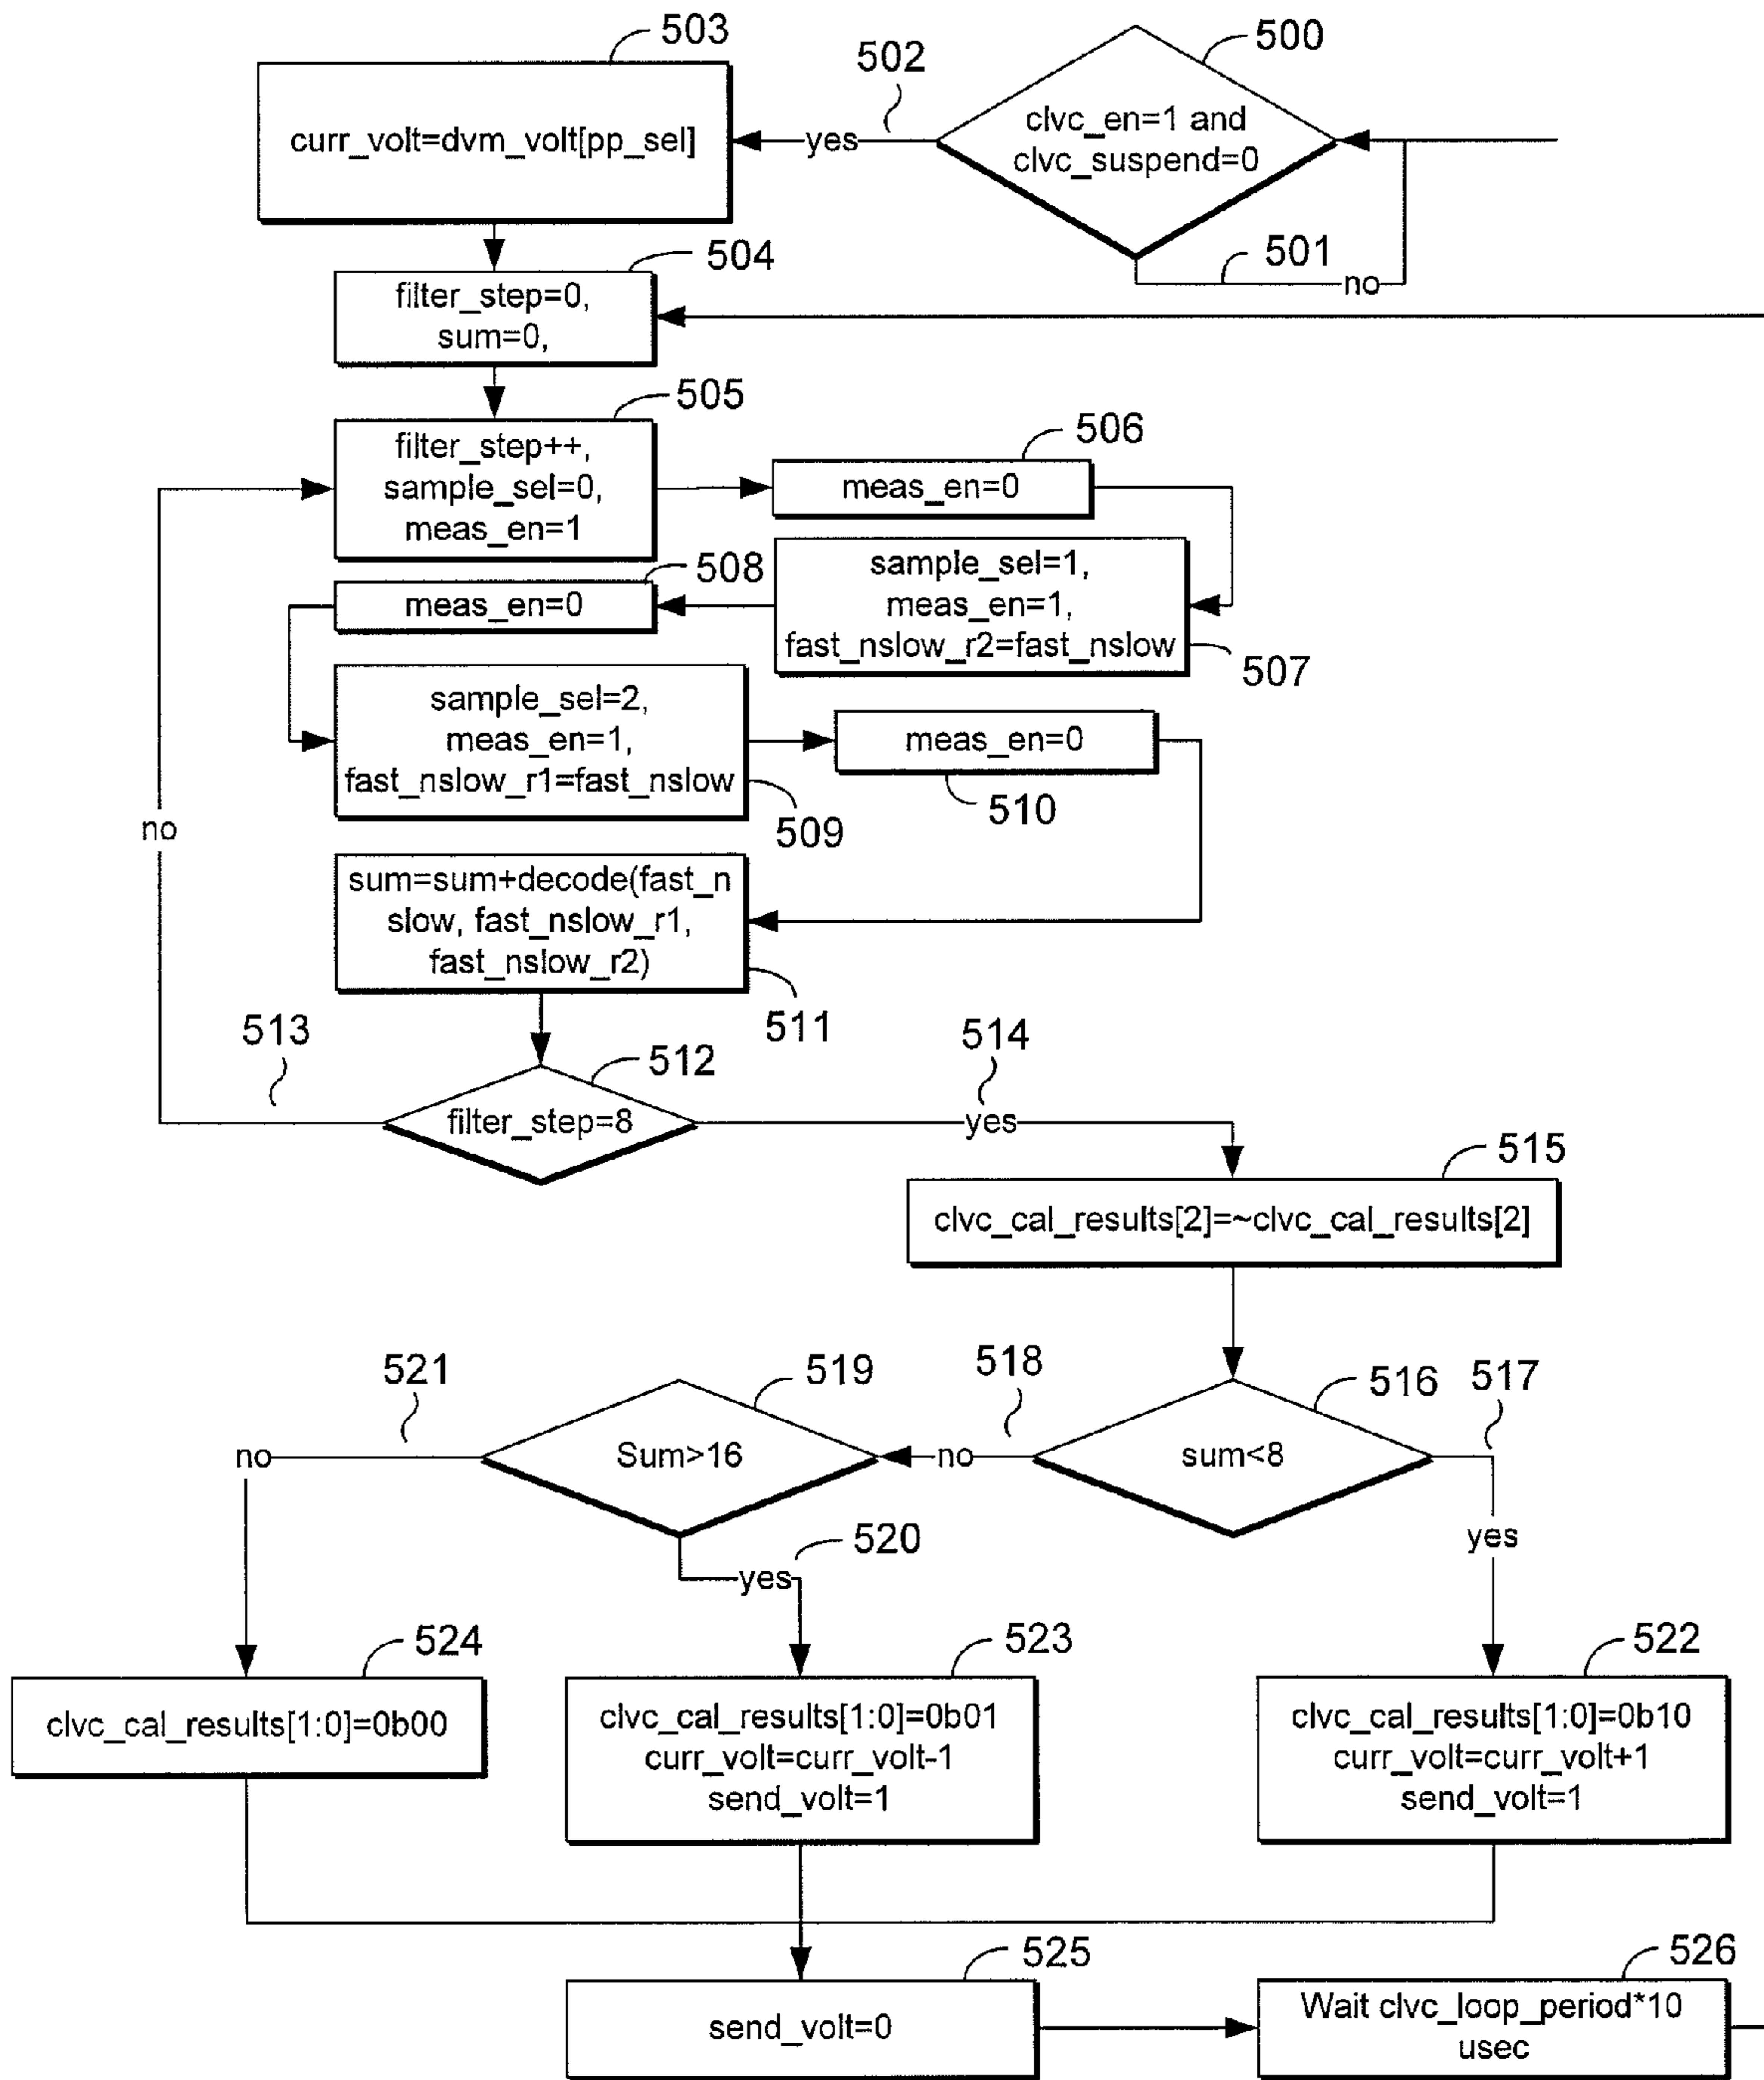 503
502
500
curr_volt=dvm_volt[pp_sel]
yes
clvc_en=1 and
clvc_suspend=0
501
no
504
filter_step=0,
sum=0,
505
filter_step++,
sample_sel=0,
meas_en=1
506
meas_en=0
sample_sel=1,
meas_en=1,
fast_nslow_r2=fast_nslow
507
508
meas_en=0
sample_sel=2,
meas_en=1,
fast_nslow_r1=fast_nslow
509
meas_en=0
510
no
sum=sum+decode(fast_n
slow, fast_nslow_r1,
fast_nslow_r2)
511
513
512
filter_step=8
514
yes
515
clvc_cal_results[2]=~clvc_cal_results[2]
521
519
518
516
517
no
Sum>16
no
sum<8
yes
520
yes
524
clvc_cal_results[1:0]=0b00
523
clvc_cal_results[1:0]=0b01
curr_volt=curr_volt-1
send_volt=1
522
clvc_cal_results[1:0]=0b10
curr_volt=curr_volt+1
send_volt=1
525
send_volt=0
526
Wait clvc_loop_period*10
usec